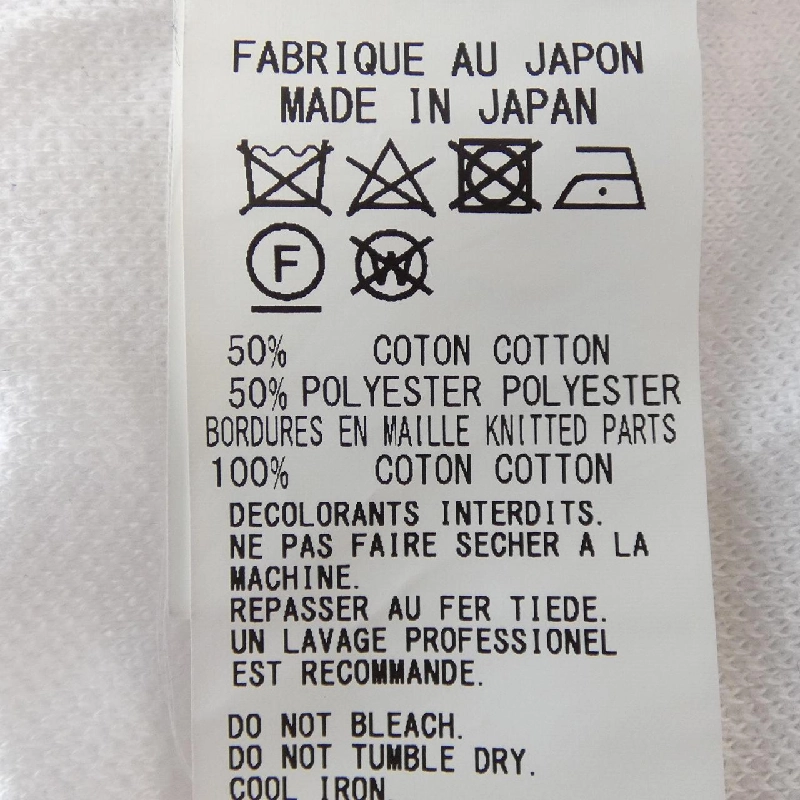 FABRIQUE AU JAPON
MADE IN JAPAN
F W
50% COTON COTTON
50% POLYESTER POLYESTER
BORDURES EN MAILLE KNITTED PARTS
100% COTON COTTON
DECOLORANTS INTERDITS.
NE PAS FAIRE SECHER A LA
MACHINE.
REPASSER AU FER TIEDE.
UN LAVAGE PROFESSIONEL
EST RECOMMANDE.
DO NOT BLEACH.
DO NOT TUMBLE DRY.
COOL IRON